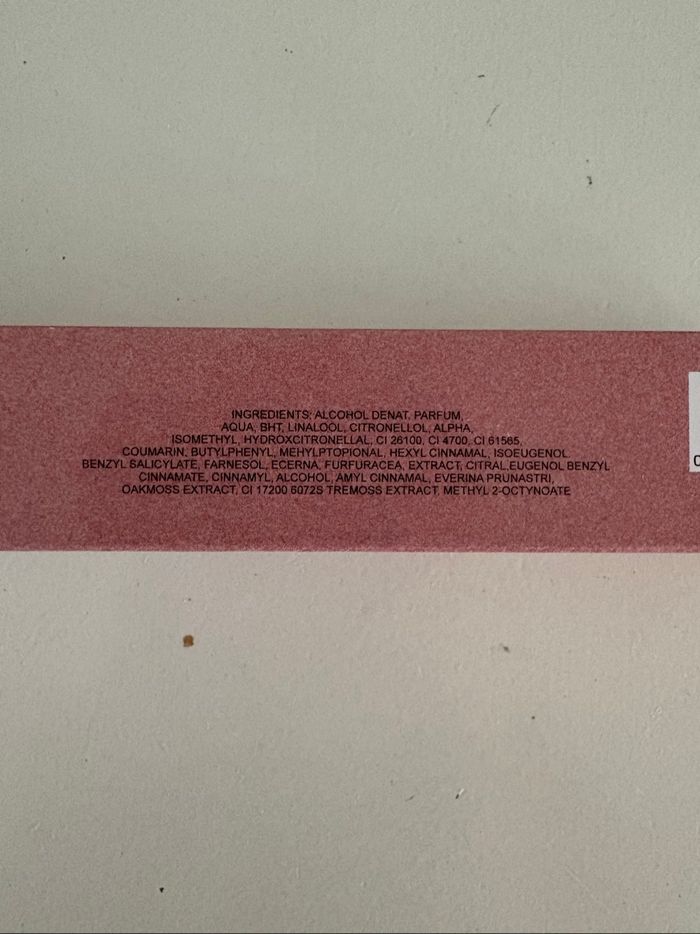 INGREDIENTS; ALCOHOL DENAT. PARFUM,
AQUA, BHT, LINALOOL, CITRONELLOL, ALPHA,
ISOMETHYL, HYDROXCITRONELLAL, CI 26100, CI 4700, CI 61565,
COUMARIN, BUTYLPHENYL, MEHYLPTOPIONAL, HEXYL CINNAMAL, ISOEUGENOL
BENZYL SALICYLATE, FARNESOL, ECERNA, FURFURACEA, EXTRACT, CITRAL,EUGENOL BENZYL
CINNAMATE, CINNAMYL, ALCOHOL, AMYL CINNAMAL, EVERINA PRUNASTRI,
OAKMOSS EXTRACT, CI 17200 6072S TREMOSS EXTRACT, METHYL 2-OCTYNOATE